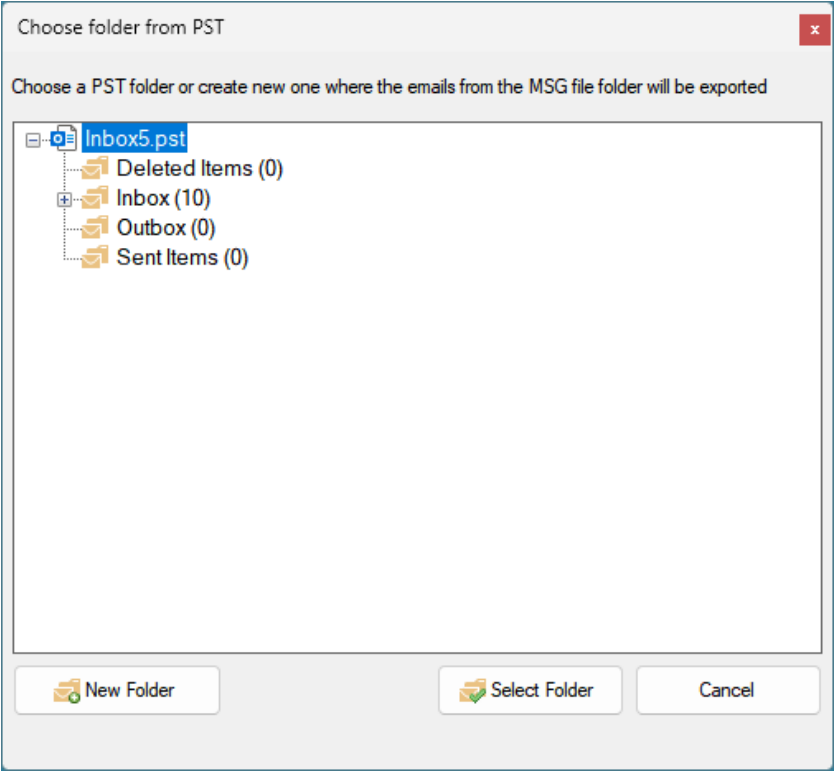 Choose folder from PST
x
Choose a PST folder or create new one where the emails from the MSG file folder will be exported
Inbox5.pst
Deleted Items (0)
Inbox (10)
Outbox (0)
Sent Items (0)
New Folder
Select Folder
Cancel